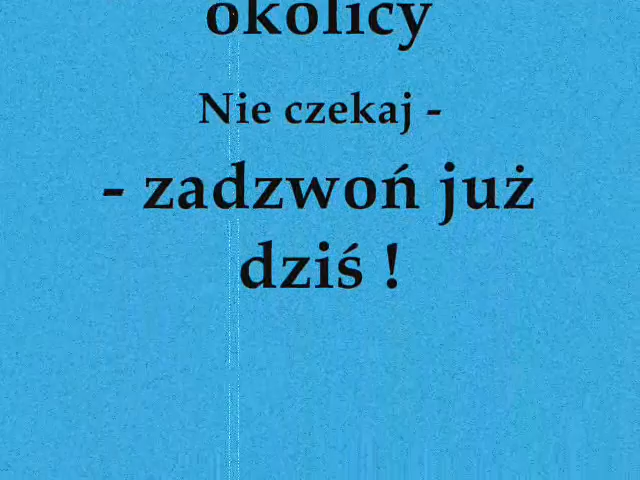 okolicy
Nie czekaj -
- zadzwoń już
dziś !